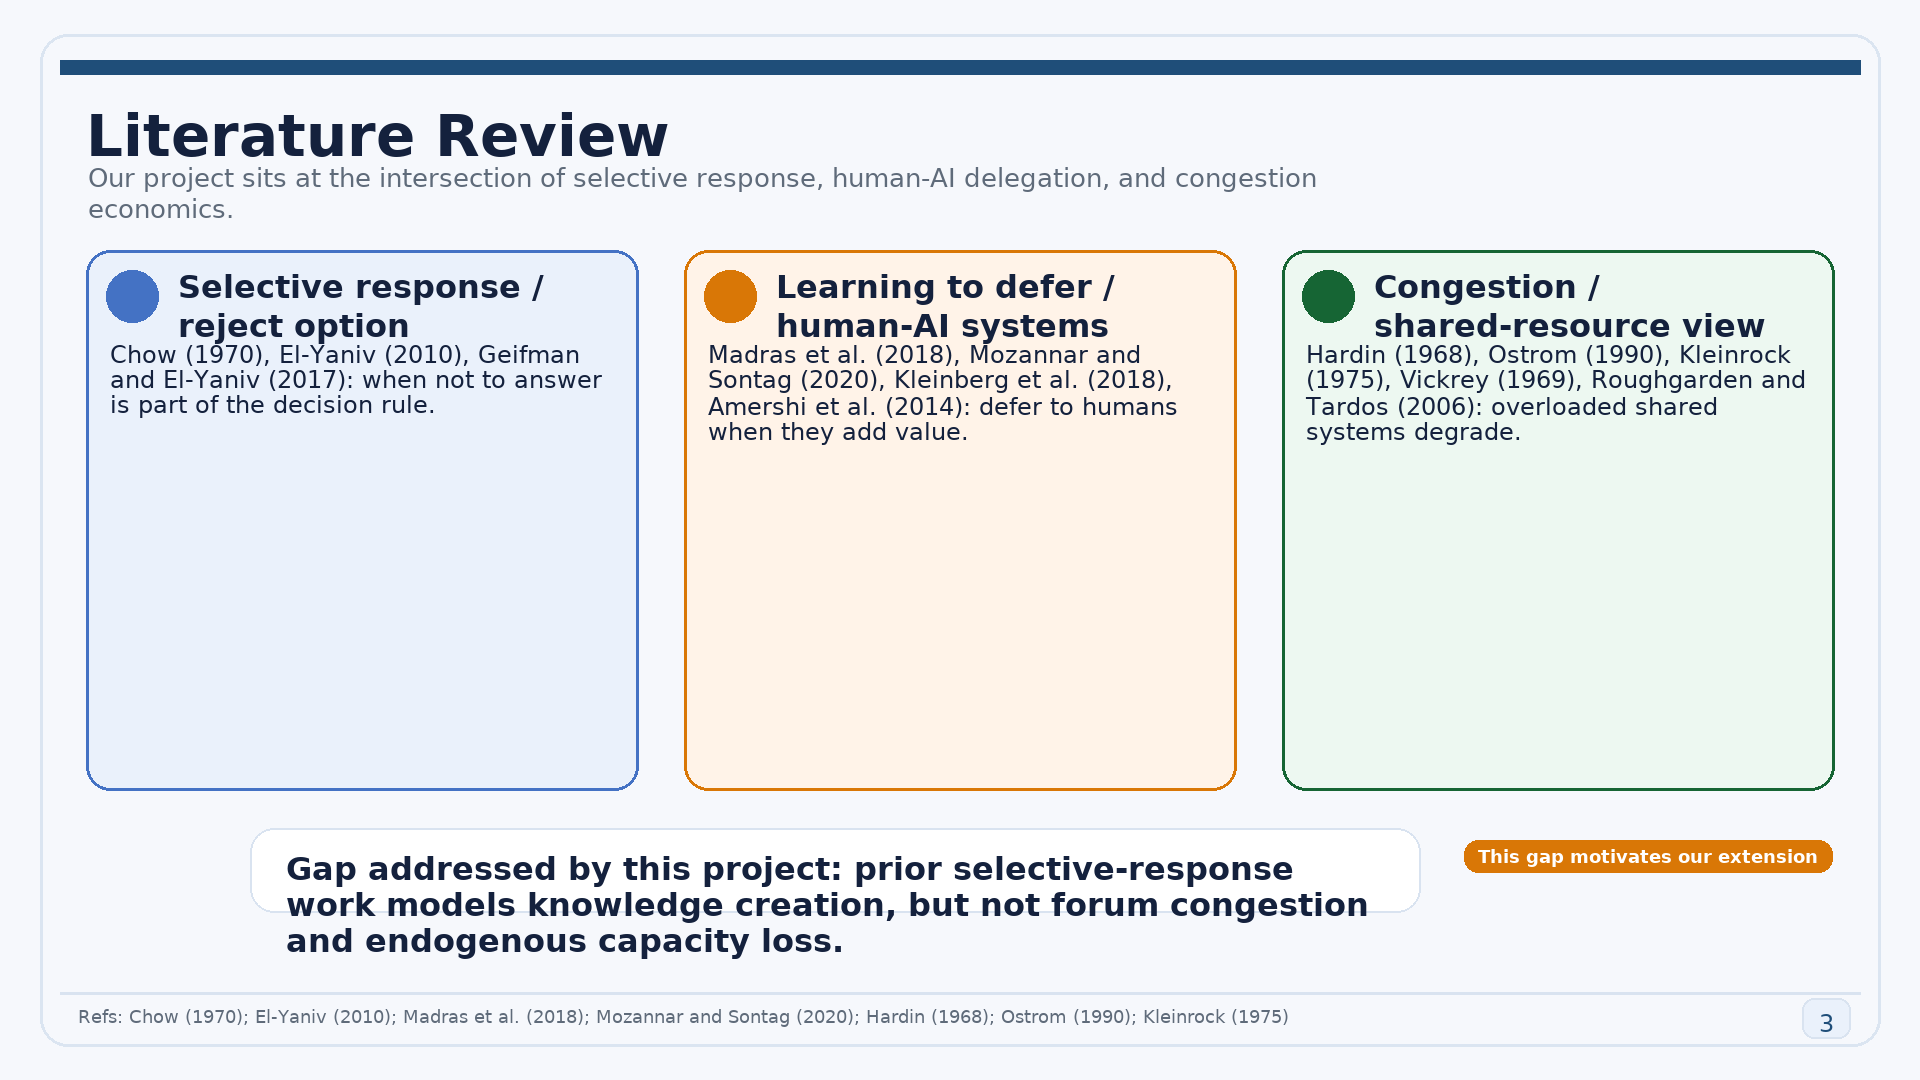 Literature Review
Our project sits at the intersection of selective response, human-AI delegation, and congestion
economics.
Selective response /
reject option
Chow (1970), El-Yaniv (2010), Geifman
and El-Yaniv (2017): when not to answer
is part of the decision rule.
Learning to defer /
human-AI systems
Madras et al. (2018), Mozannar and
Sontag (2020), Kleinberg et al. (2018),
Amershi et al. (2014): defer to humans
when they add value.
Congestion /
shared-resource view
Hardin (1968), Ostrom (1990), Kleinrock
(1975), Vickrey (1969), Roughgarden and
Tardos (2006): overloaded shared
systems degrade.
Gap addressed by this project: prior selective-response
work models knowledge creation, but not forum congestion
and endogenous capacity loss.
This gap motivates our extension
Refs: Chow (1970); El-Yaniv (2010); Madras et al. (2018); Mozannar and Sontag (2020); Hardin (1968); Ostrom (1990); Kleinrock (1975)
3